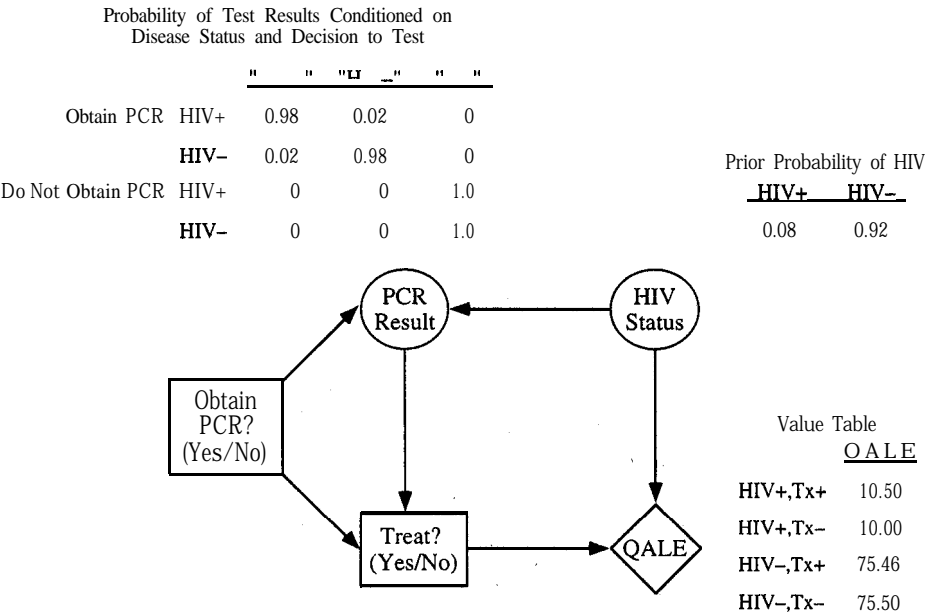 Probability of Test Results Conditioned on
Disease Status and Decision to Test
Obtain PCR HIV+ 0.98 0.02 0
HIV– 0.02 0.98 0
Do Not Obtain PCR HIV+ 0 0 1.0
HIV– 0 0 1.0
Prior Probability of HIV
HIV+ HIV–
0.08 0.92
PCR
Result
HIV
Status
Obtain
PCR?
(Yes/No)
Treat?
(Yes/No)
QALE
Value Table
QALE
HIV+,Tx+ 10.50
HIV+,Tx– 10.00
HIV–,Tx+ 75.46
HIV–,Tx– 75.50